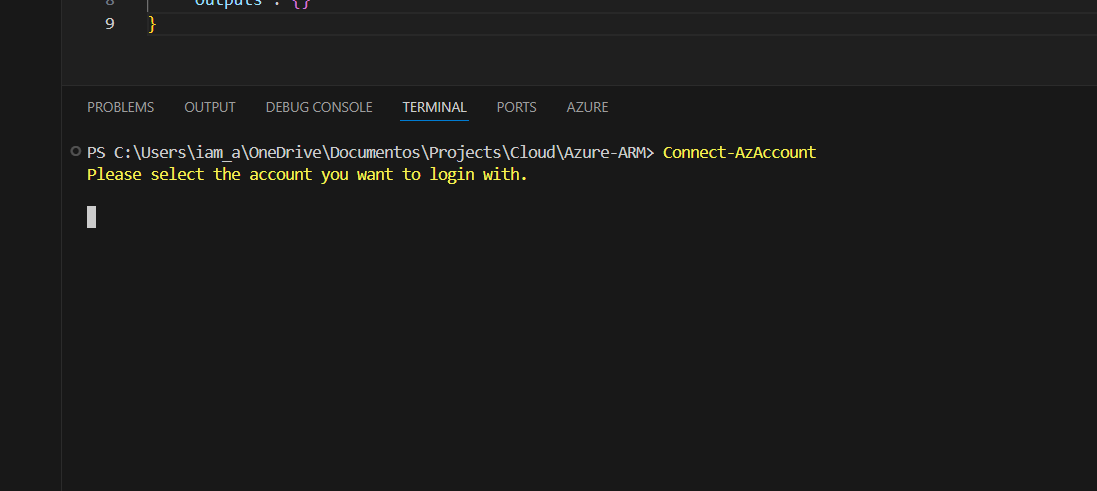 8 "outputs": {}
9 }
PROBLEMS OUTPUT DEBUG CONSOLE TERMINAL PORTS AZURE
PS C:\Users\iam_a\OneDrive\Documentos\Projects\Cloud\Azure-ARM> Connect-AzAccount
Please select the account you want to login with.